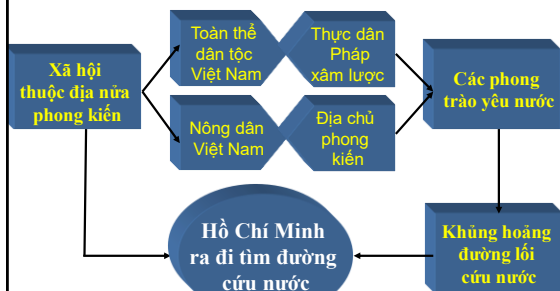 Xã hội
thuộc địa nửa
phong kiến
Toàn thể
dân tộc
Việt Nam
Thực dân
Pháp
xâm lược
Nông dân
Việt Nam
Địa chủ
phong
kiến
Các phong
trào yêu nước
Khủng hoảng
đường lối
cứu nước
Hồ Chí Minh
ra đi tìm đường
cứu nước